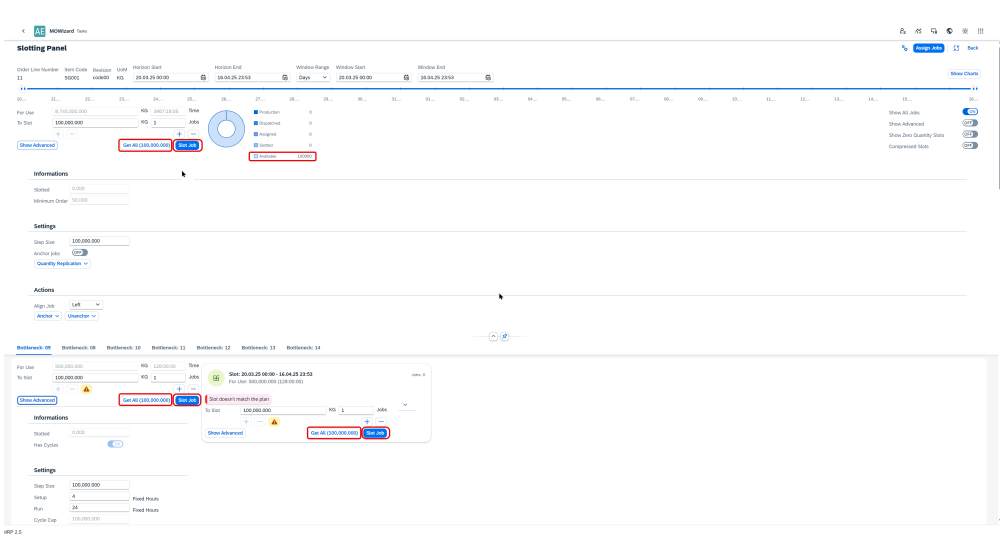 AE MOWizard Tasks
Slotting Panel
Assign Jobs Back
Order Line Number Item Code Revision UoM Horizon Start Horizon End Window Range Window Start Window End
11 SG001 code00 KG 20.03.25 00:00 16.04.25 23:53 Days 20.03.25 00:00 16.04.25 23:53
Show Charts
20... 21... 22... 23... 24... 25... 26... 27... 28... 29... 30... 31... 01... 02... 03... 04... 05... 06... 07... 08... 09... 10... 11... 12... 13... 14... 15... 16...
For Use KG Time
To Slot 100,000.000 KG 1 Jobs
+ − + −
Show Advanced Get All (100,000.000) Slot Job
Production 0
Dispatched 0
Assigned 0
Slotted 0
Available 100000
Show All Jobs ON
Show Advanced OFF
Show Zero Quantity Slots OFF
Compressed Slots OFF
Informations
Slotted 0.000
Minimum Order 50.000
Settings
Step Size 100,000.000
Anchor jobs OFF
Quantity Replication
Actions
Align Job Left
Anchor Unanchor
Bottleneck: 05 Bottleneck: 08 Bottleneck: 10 Bottleneck: 11 Bottleneck: 12 Bottleneck: 13 Bottleneck: 14
For Use 500,000.000 KG 128:00:00 Time
To Slot 100,000.000 KG 1 Jobs
+ − + −
Show Advanced Get All (100,000.000) Slot Job
Slot: 20.03.25 00:00 - 16.04.25 23:53
For Use: 500,000.000 (128:00:00)
Jobs: 0
Slot doesn't match the plan
To Slot 100,000.000 KG 1 Jobs
+ − + −
Show Advanced Get All (100,000.000) Slot Job
Informations
Slotted 0.000
Has Cycles ON
Settings
Step Size 100,000.000
Setup 4 Fixed Hours
Run 24 Fixed Hours
Cycle Cap 100,000.000
MRP 2.5